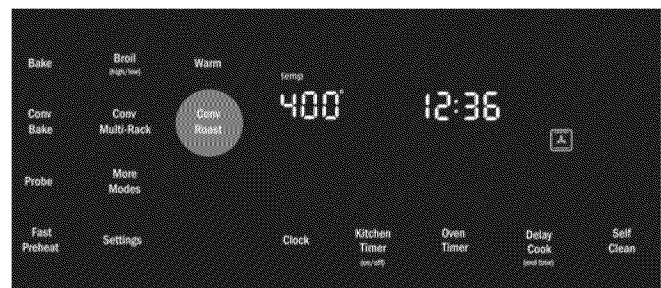 Bake
Broil
(high/low)
Warm
temp
400°
12:36
Conv
Bake
Conv
Multi-Rack
Conv
Roast
Probe
More
Modes
Fast
Preheat
Settings
Clock
Kitchen
Timer
(on/off)
Oven
Timer
Delay
Cook
(end time)
Self
Clean